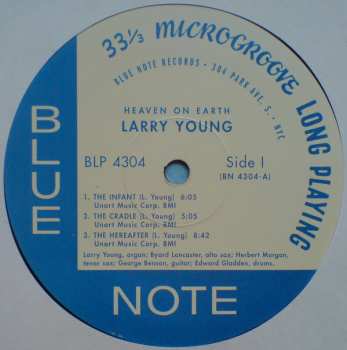 33⅓ MICROGROOVE LONG PLAYING
BLUE NOTE RECORDS • 304 PARK AVE. S. • NYC
HEAVEN ON EARTH
LARRY YOUNG
BLP 4304
Side I
(BN 4304-A)
1. THE INFANT (L. Young) 6:05
Unart Music Corp. BMI
2. THE CRADLE (L. Young) 5:05
Unart Music Corp. BMI
3. THE HEREAFTER (L. Young) 8:42
Unart Music Corp. BMI
Larry Young, organ; Byard Lancaster, alto sax; Herbert Morgan,
tenor sax; George Benson, guitar; Edward Gladden, drums.
BLUE
NOTE